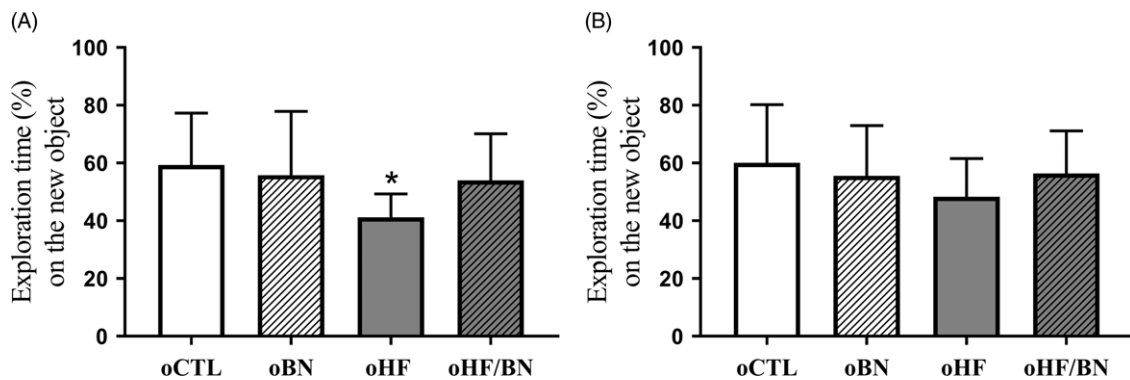 (A)
Exploration time (%)
on the new object
100
80
60
40
20
0
*
oCTL oBN oHF oHF/BN
(B)
Exploration time (%)
on the new object
100
80
60
40
20
0
oCTL oBN oHF oHF/BN